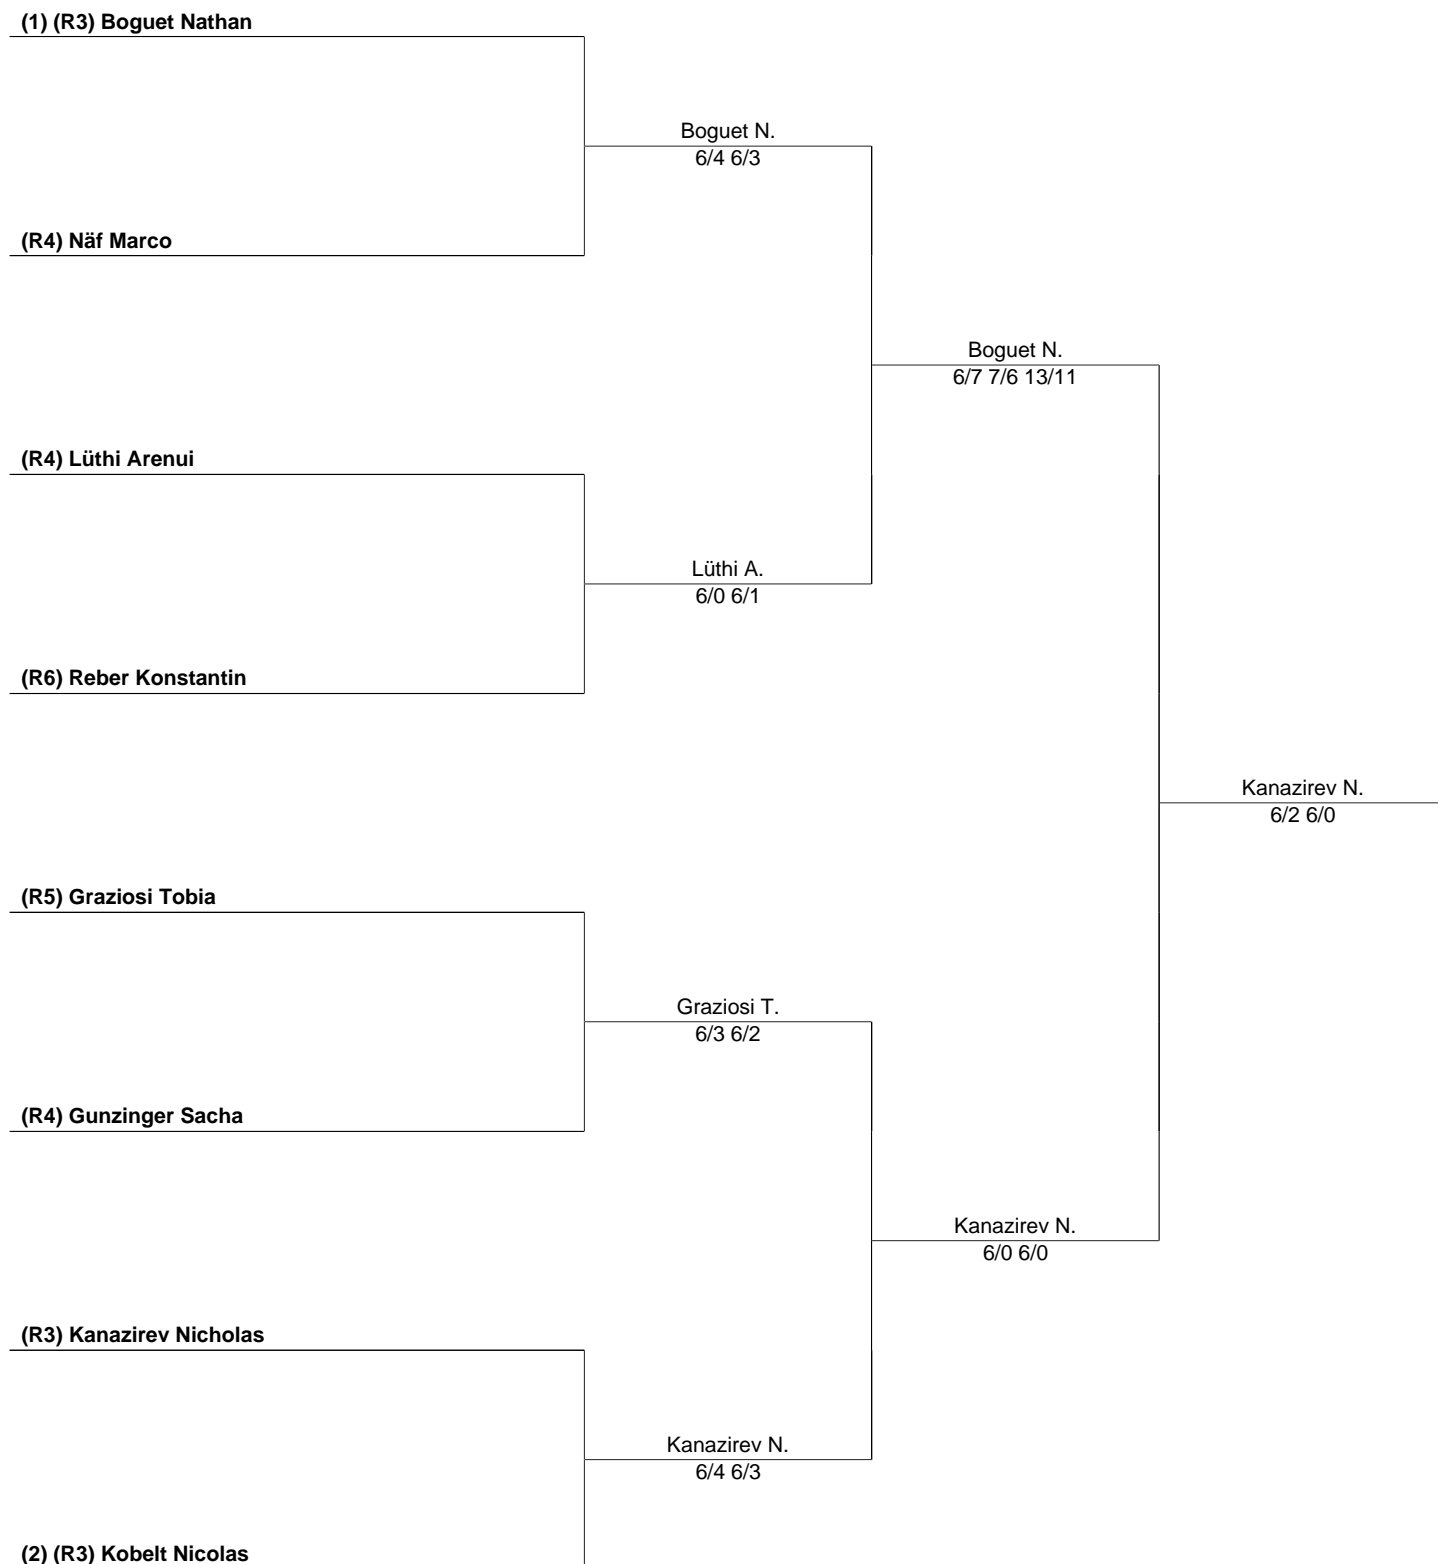 (1) (R3) Boguet Nathan
Boguet N.
6/4 6/3
(R4) Näf Marco
Boguet N.
6/7 7/6 13/11
(R4) Lüthi Arenui
Lüthi A.
6/0 6/1
(R6) Reber Konstantin
Kanazirev N.
6/2 6/0
(R5) Graziosi Tobia
Graziosi T.
6/3 6/2
(R4) Gunzinger Sacha
Kanazirev N.
6/0 6/0
(R3) Kanazirev Nicholas
Kanazirev N.
6/4 6/3
(2) (R3) Kobelt Nicolas